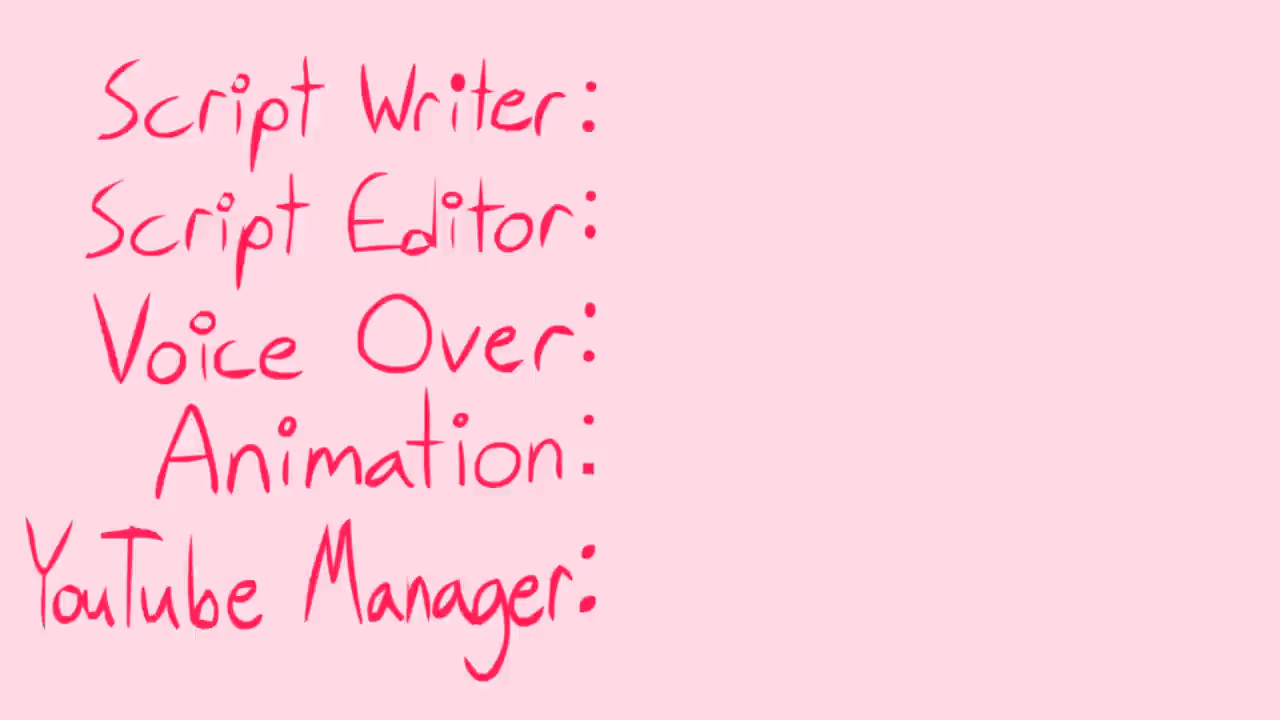 Script Writer:
Script Editor:
Voice Over:
Animation:
YouTube Manager: